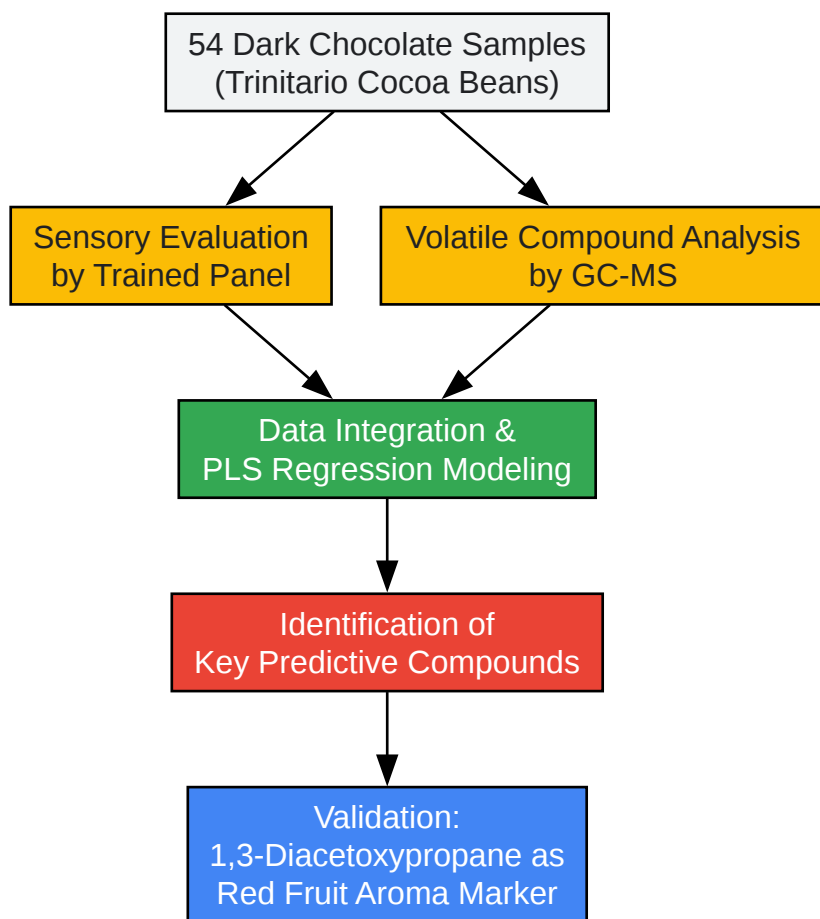 54 Dark Chocolate Samples
(Trinitario Cocoa Beans)
Sensory Evaluation
by Trained Panel
Volatile Compound Analysis
by GC-MS
Data Integration &
PLS Regression Modeling
Identification of
Key Predictive Compounds
Validation:
1,3-Diacetoxypropane as
Red Fruit Aroma Marker